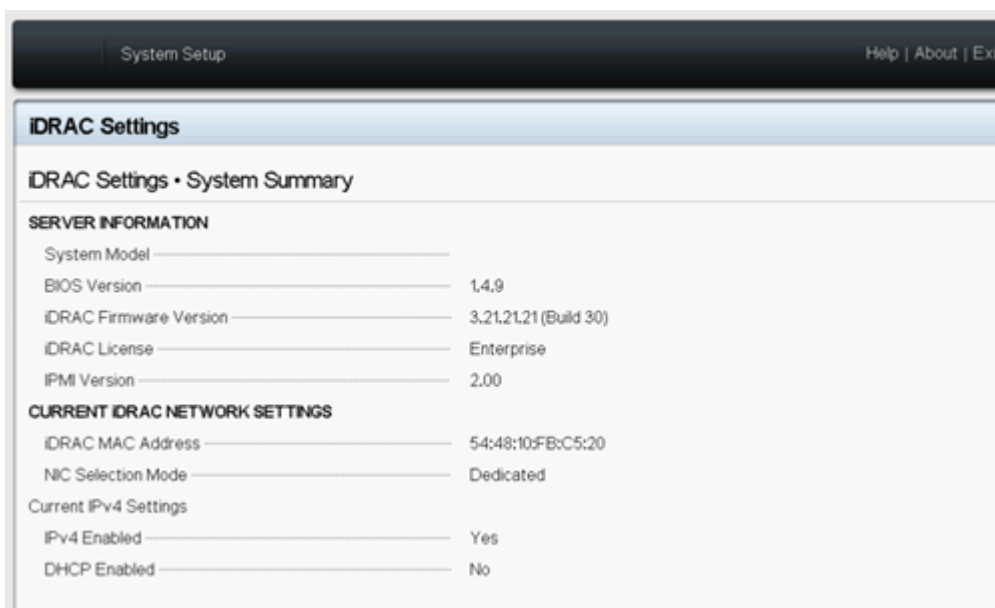 System Setup
Help | About | Exi
iDRAC Settings
iDRAC Settings • System Summary
SERVER INFORMATION
System Model
BIOS Version 1.4.9
iDRAC Firmware Version 3.21.21.21 (Build 30)
iDRAC License Enterprise
IPMI Version 2.00
CURRENT iDRAC NETWORK SETTINGS
iDRAC MAC Address 54:48:10:FB:C5:20
NIC Selection Mode Dedicated
Current IPv4 Settings
IPv4 Enabled Yes
DHCP Enabled No